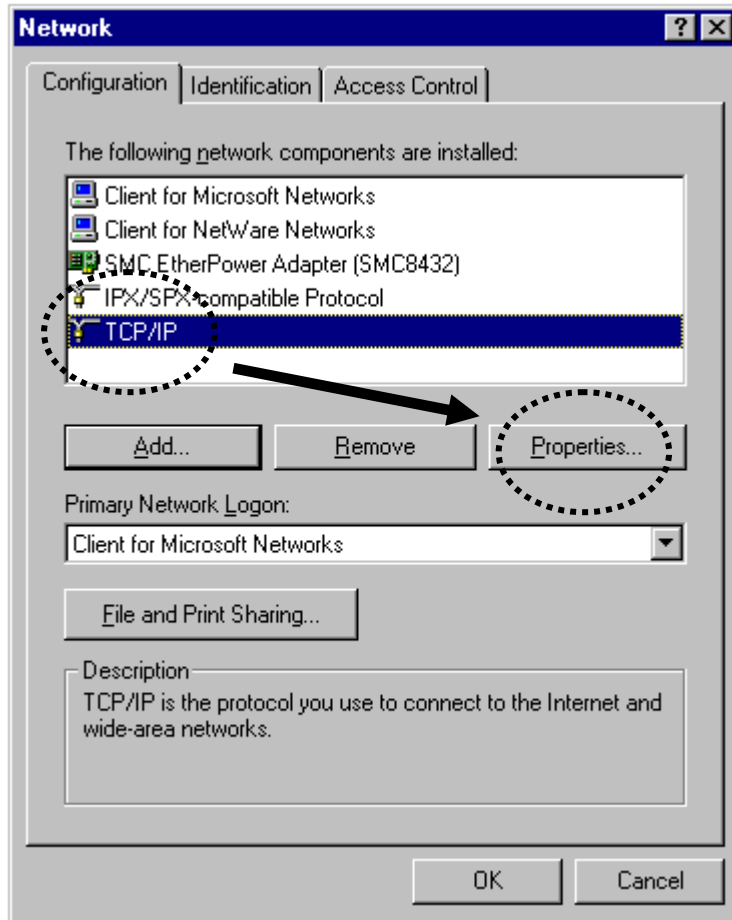 Network
Configuration Identification Access Control
The following network components are installed:
Client for Microsoft Networks
Client for NetWare Networks
SMC EtherPower Adapter (SMC8432)
IPX/SPX-compatible Protocol
TCP/IP
Add... Remove Properties...
Primary Network Logon:
Client for Microsoft Networks
File and Print Sharing...
Description
TCP/IP is the protocol you use to connect to the Internet and
wide-area networks.
OK Cancel